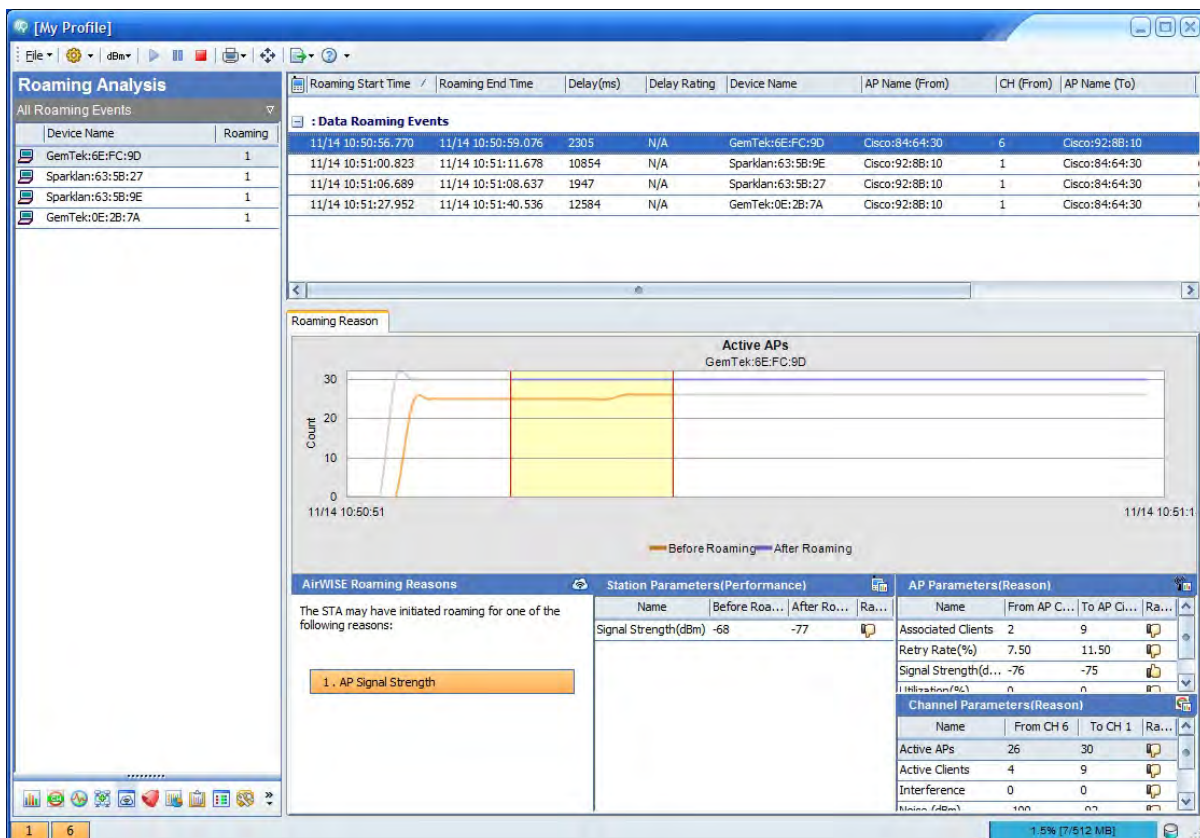 [My Profile]
File dBm
Roaming Analysis
All Roaming Events
Device Name Roaming
GemTek:6E:FC:9D 1
Sparklan:63:5B:27 1
Sparklan:63:5B:9E 1
GemTek:0E:2B:7A 1
Roaming Start Time Roaming End Time Delay(ms) Delay Rating Device Name AP Name (From) CH (From) AP Name (To)
: Data Roaming Events
11/14 10:50:56.770 11/14 10:50:59.076 2305 N/A GemTek:6E:FC:9D Cisco:84:64:30 6 Cisco:92:8B:10
11/14 10:51:00.823 11/14 10:51:11.678 10854 N/A Sparklan:63:5B:9E Cisco:92:8B:10 1 Cisco:84:64:30
11/14 10:51:06.689 11/14 10:51:08.637 1947 N/A Sparklan:63:5B:27 Cisco:92:8B:10 1 Cisco:84:64:30
11/14 10:51:27.952 11/14 10:51:40.536 12584 N/A GemTek:0E:2B:7A Cisco:92:8B:10 1 Cisco:84:64:30
Roaming Reason
Active APs
GemTek:6E:FC:9D
30
20
10
0
Count
11/14 10:50:51 11/14 10:51:1
Before Roaming After Roaming
AirWISE Roaming Reasons
The STA may have initiated roaming for one of the
following reasons:
1 . AP Signal Strength
Station Parameters(Performance)
Name Before Roa... After Ro... Ra...
Signal Strength(dBm) -68 -77
AP Parameters(Reason)
Name From AP C... To AP Ci... Ra...
Associated Clients 2 9
Retry Rate(%) 7.50 11.50
Signal Strength(d... -76 -75
Utilization(%) 0 0
Channel Parameters(Reason)
Name From CH 6 To CH 1 Ra...
Active APs 26 30
Active Clients 4 9
Interference 0 0
Noise (dBm) -100 -92
1 6
1.5% [7/512 MB]